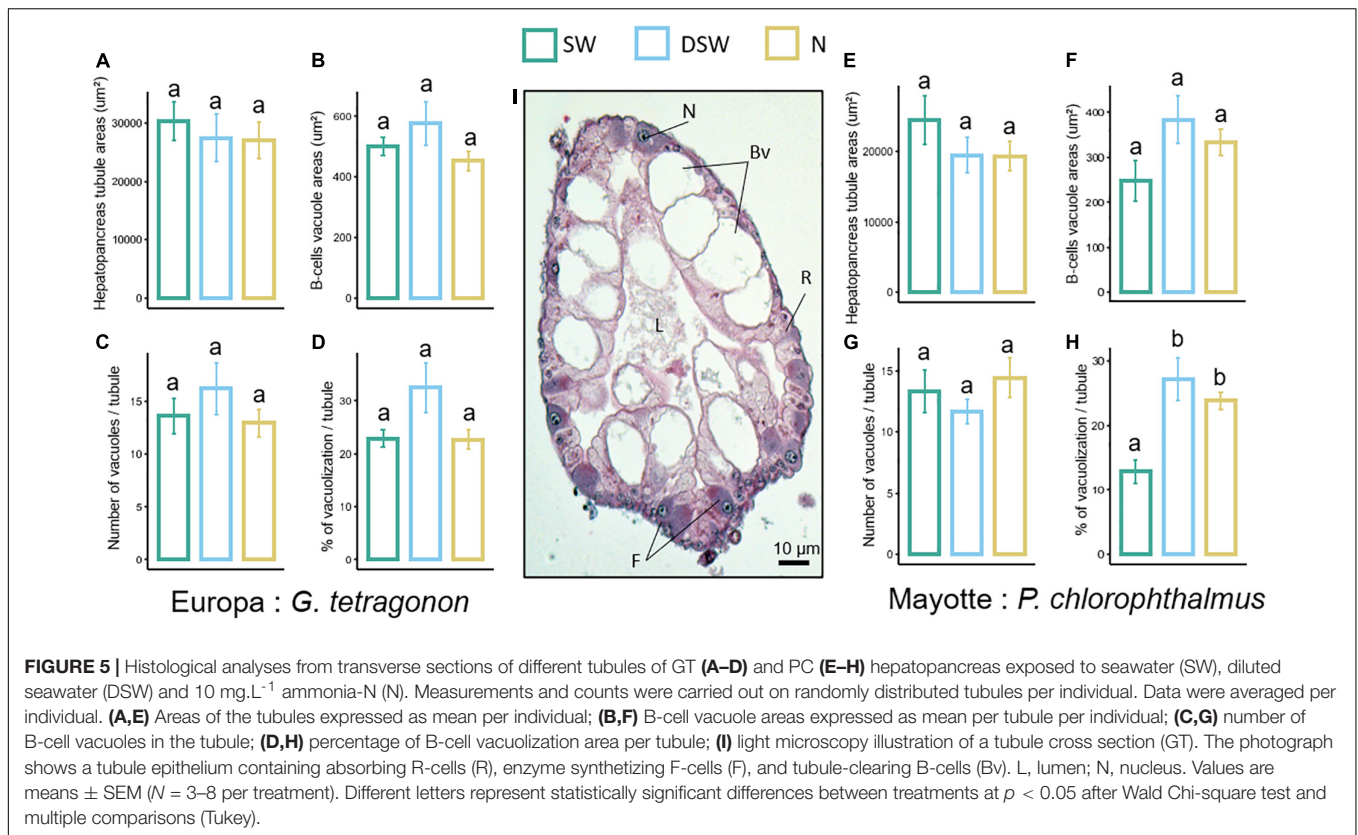 SW DSW N
A
Hepatopancreas tubule areas (um²)
30000
20000
10000
0
a a a
B
B-cells vacuole areas (um²)
600
400
200
0
a a a
C
Number of vacuoles / tubule
15
10
5
0
a a a
D
% of vacuolization / tubule
30
20
10
0
a a a
Europa : G. tetragonon
I
N
Bv
R
L
F
10 µm
E
Hepatopancreas tubule areas (um²)
20000
10000
0
a a a
F
B-cells vacuole areas (um²)
400
300
200
100
0
a a a
G
Number of vacuoles / tubule
15
10
5
0
a a a
H
% of vacuolization / tubule
30
20
10
0
a b b
Mayotte : P. chlorophthalmus
FIGURE 5 | Histological analyses from transverse sections of different tubules of GT (A–D) and PC (E–H) hepatopancreas exposed to seawater (SW), diluted
seawater (DSW) and 10 mg.L-1 ammonia-N (N). Measurements and counts were carried out on randomly distributed tubules per individual. Data were averaged per
individual. (A,E) Areas of the tubules expressed as mean per individual; (B,F) B-cell vacuole areas expressed as mean per tubule per individual; (C,G) number of
B-cell vacuoles in the tubule; (D,H) percentage of B-cell vacuolization area per tubule; (I) light microscopy illustration of a tubule cross section (GT). The photograph
shows a tubule epithelium containing absorbing R-cells (R), enzyme synthetizing F-cells (F), and tubule-clearing B-cells (Bv). L, lumen; N, nucleus. Values are
means ± SEM (N = 3–8 per treatment). Different letters represent statistically significant differences between treatments at p < 0.05 after Wald Chi-square test and
multiple comparisons (Tukey).